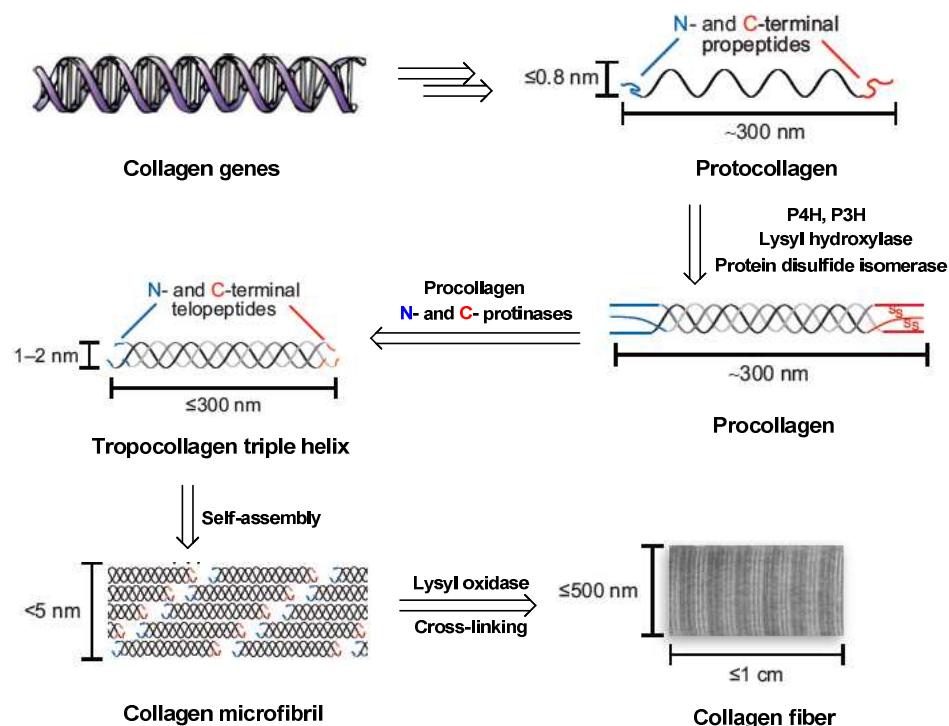 N- and C-terminal
propeptides
≤0.8 nm
~300 nm
Collagen genes
Protocollagen
P4H, P3H
Lysyl hydroxylase
Protein disulfide isomerase
N- and C-terminal
telopeptides
1–2 nm
≤300 nm
Tropocollagen triple helix
Procollagen
N- and C- protinases
S
S
S
S
~300 nm
Procollagen
Self-assembly
<5 nm
Collagen microfibril
Lysyl oxidase
Cross-linking
≤500 nm
≤1 cm
Collagen fiber